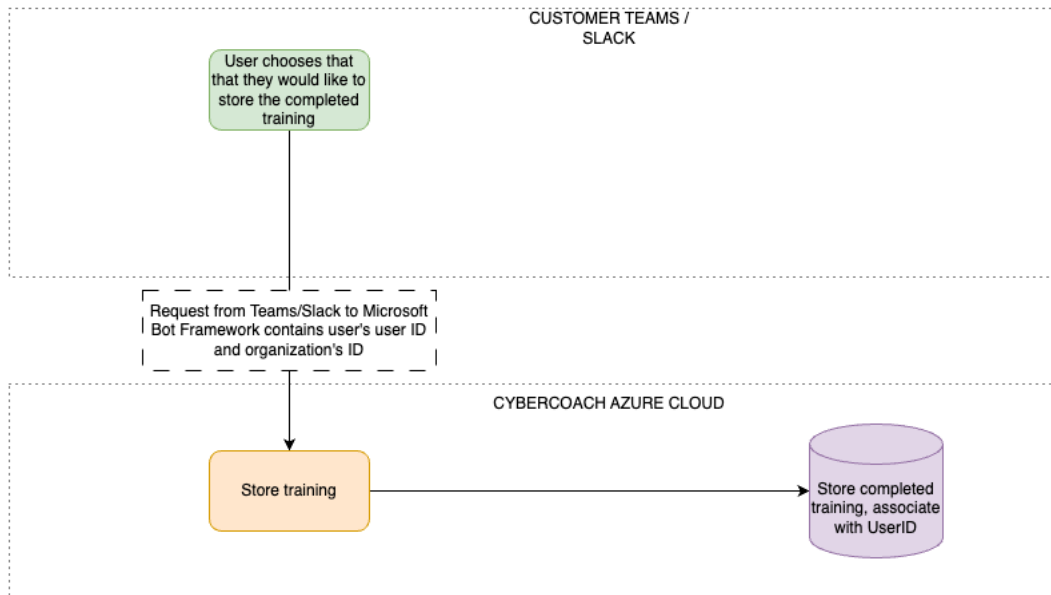 CUSTOMER TEAMS /
SLACK
User chooses that
that they would like to
store the completed
training
Request from Teams/Slack to Microsoft
Bot Framework contains user's user ID
and organization's ID
CYBERCOACH AZURE CLOUD
Store training
Store completed
training, associate
with UserID